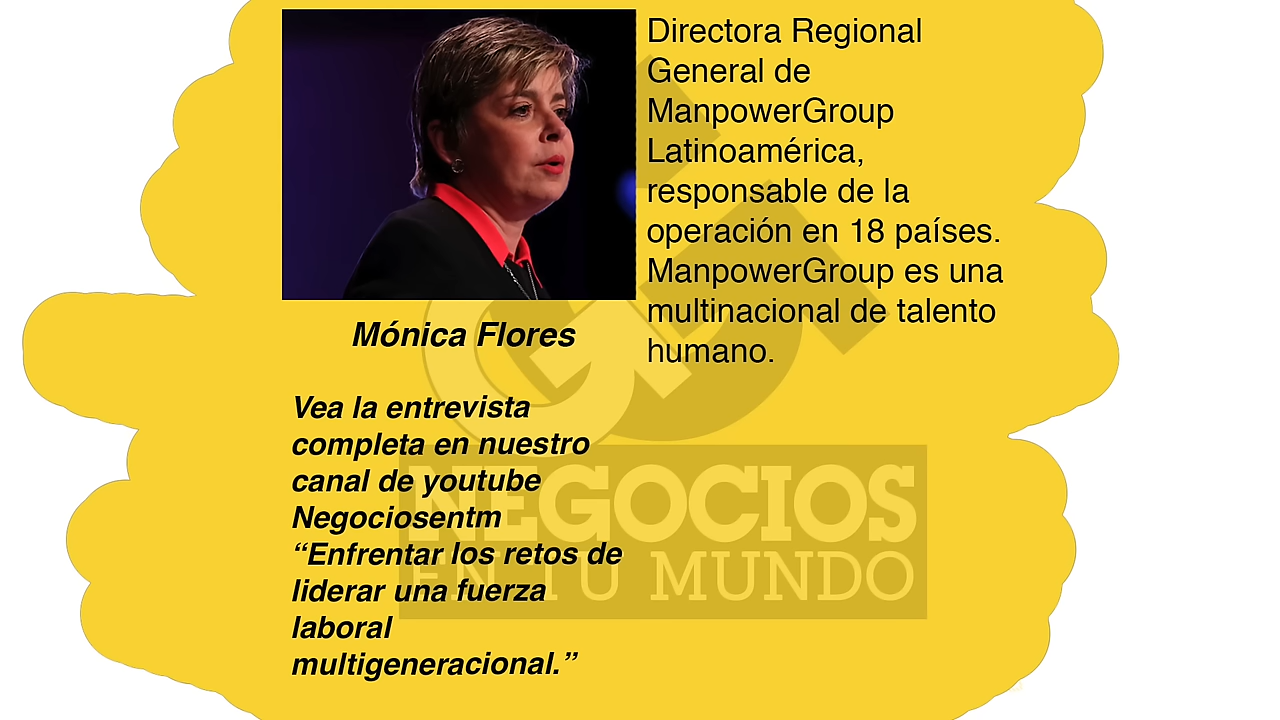 Directora Regional
General de
ManpowerGroup
Latinoamérica,
responsable de la
operación en 18 países.
ManpowerGroup es una
multinacional de talento
humano.
Mónica Flores
Vea la entrevista
completa en nuestro
canal de youtube
Negociosentm
“Enfrentar los retos de
liderar una fuerza
laboral
multigeneracional.”
NEGOCIOS
EN TU MUNDO